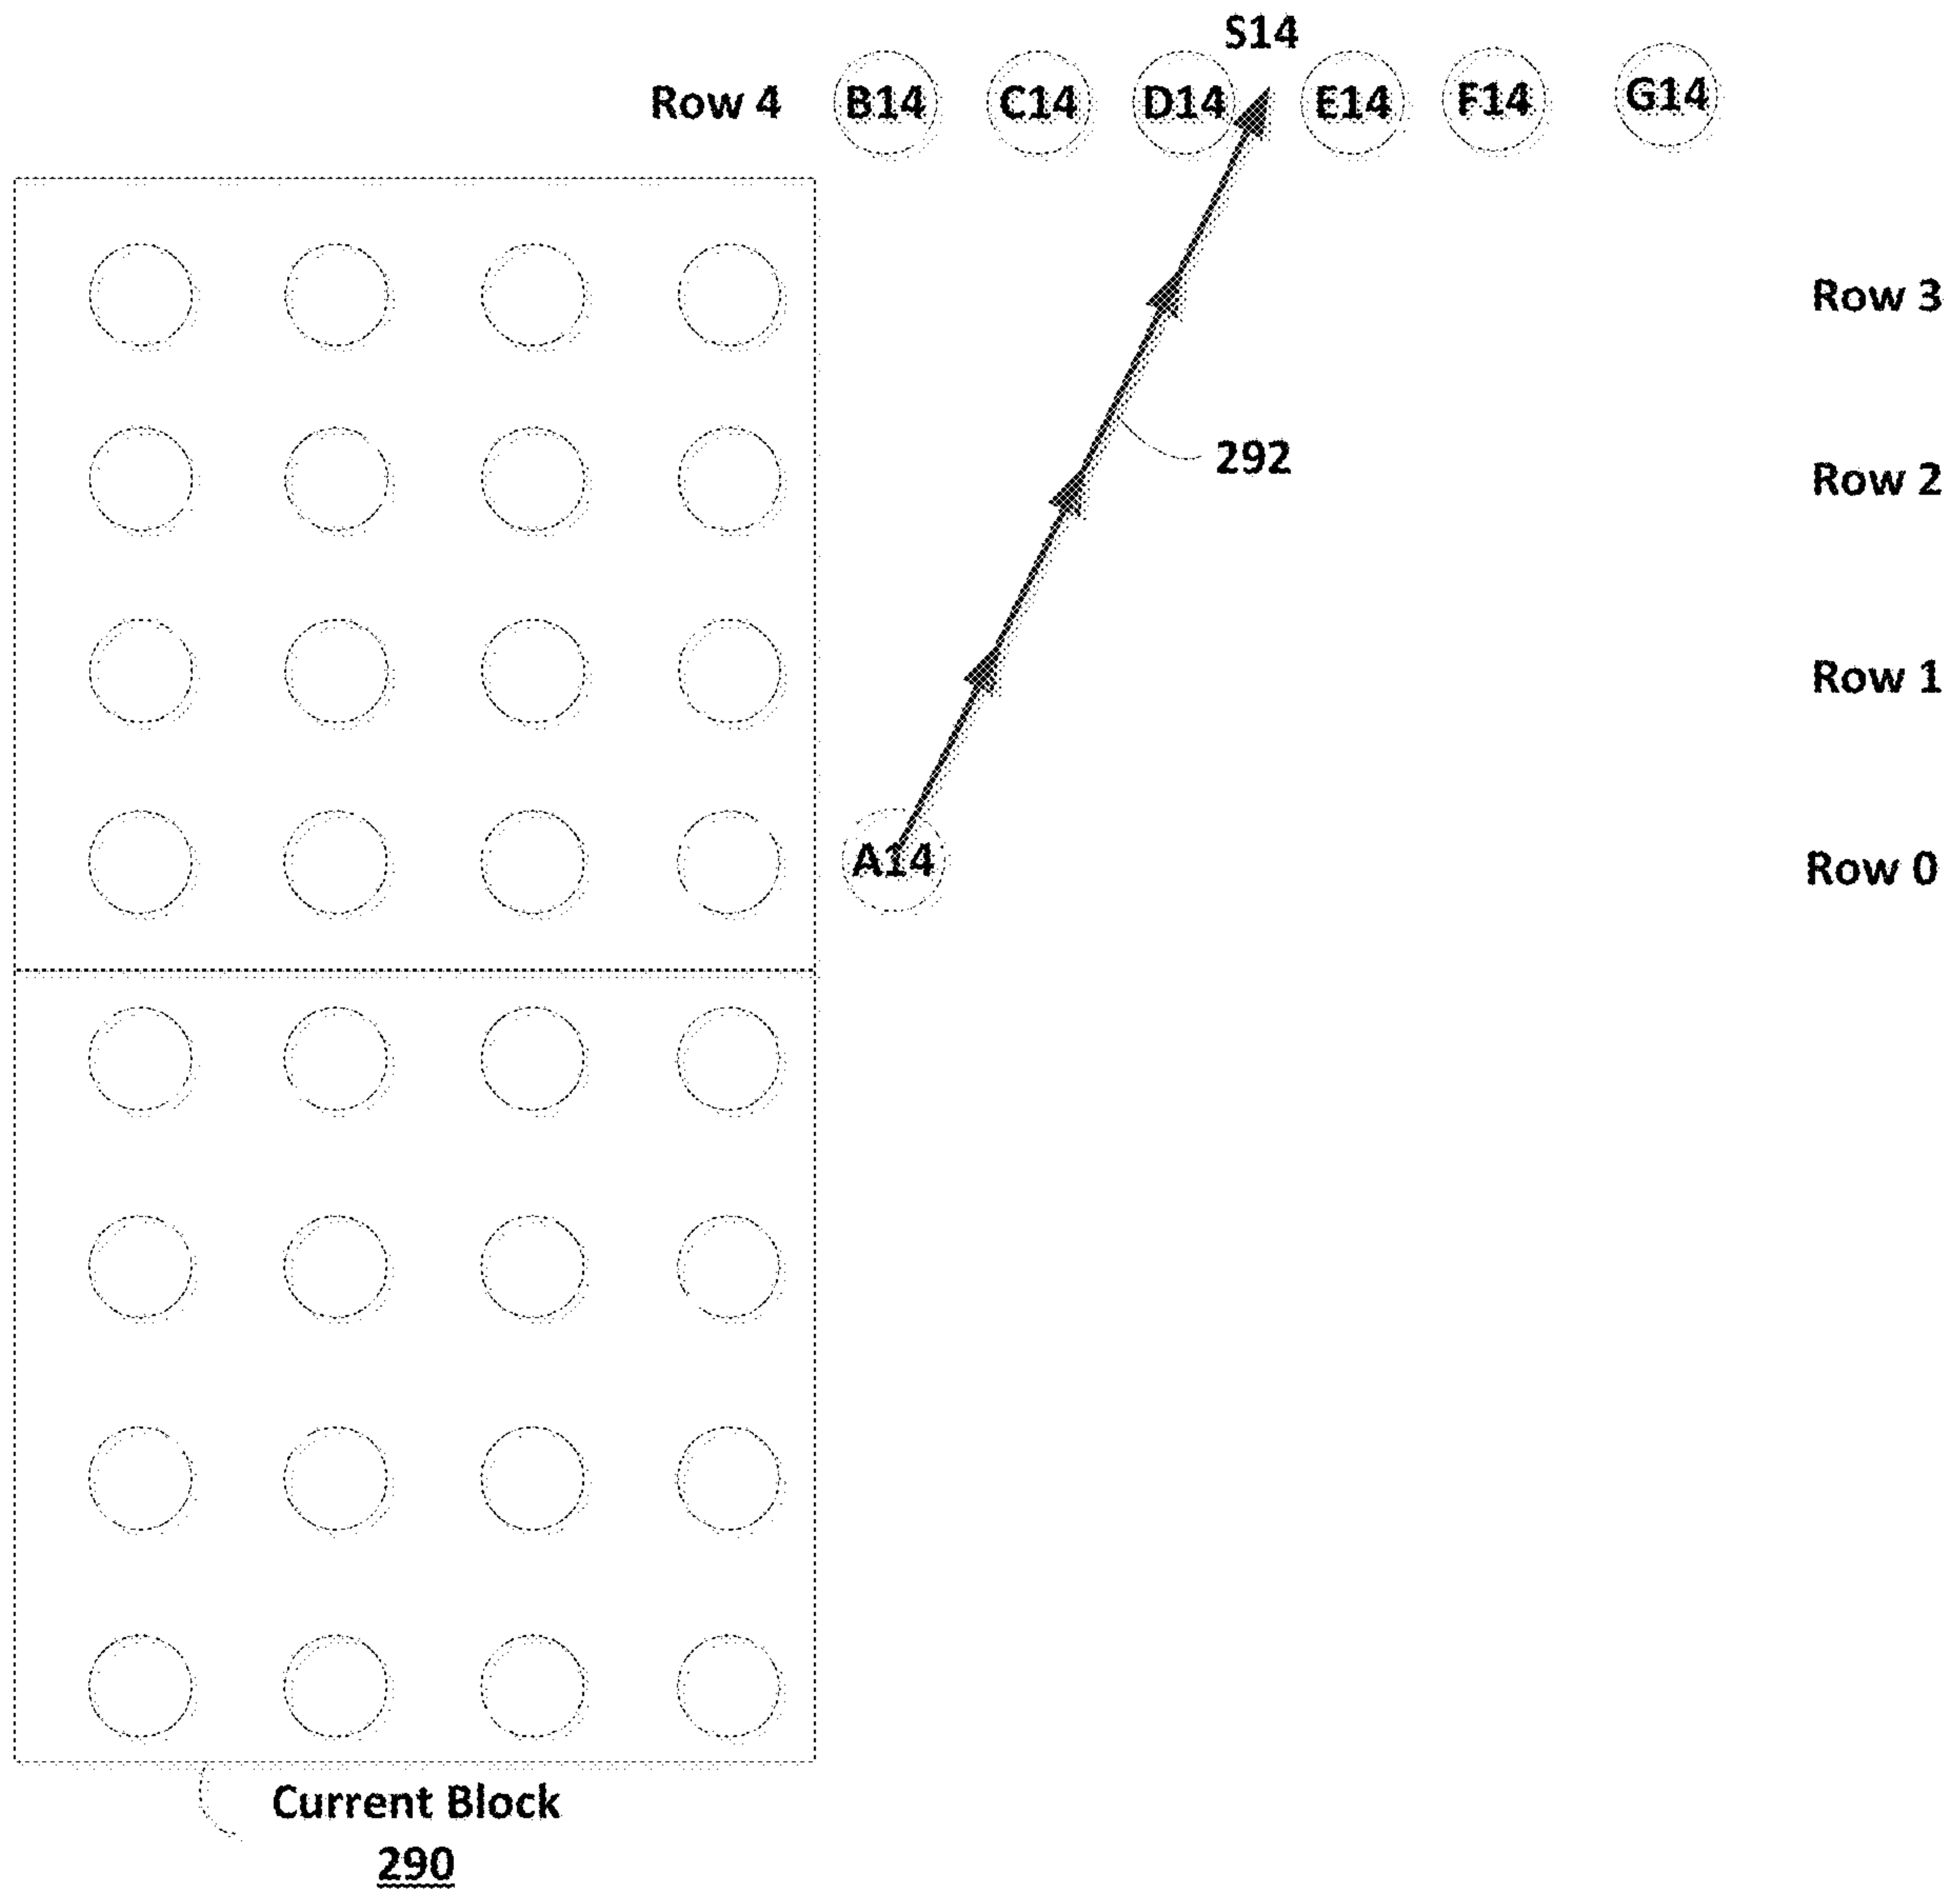 S14
Row 4 B14 C14 D14 E14 F14 G14
Row 3
292
Row 2
Row 1
A14
Row 0
Current Block
290